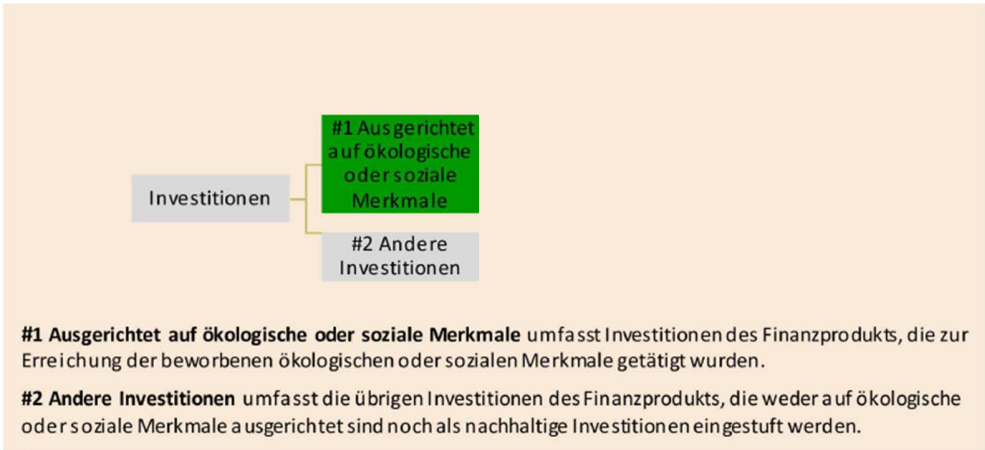 #1 Ausgerichtet
auf ökologische
oder soziale
Merkmale
Investitionen
#2 Andere
Investitionen
#1 Ausgerichtet auf ökologische oder soziale Merkmale umfasst Investitionen des Finanzprodukts, die zur
Erreichung der beworbenen ökologischen oder sozialen Merkmale getätigt wurden.
#2 Andere Investitionen umfasst die übrigen Investitionen des Finanzprodukts, die weder auf ökologische
oder soziale Merkmale ausgerichtet sind noch als nachhaltige Investitionen eingestuft werden.